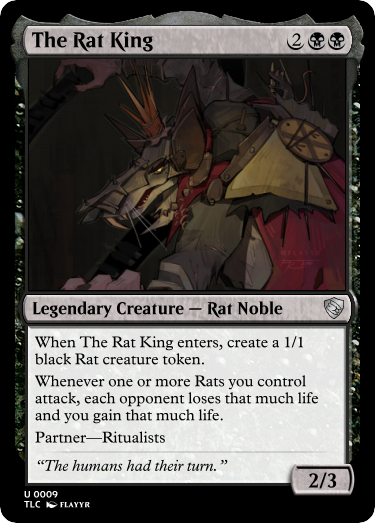 The Rat King
2
Legendary Creature — Rat Noble
When The Rat King enters, create a 1/1
black Rat creature token.
Whenever one or more Rats you control
attack, each opponent loses that much life
and you gain that much life.
Partner—Ritualists
“The humans had their turn.”
2/3
U 0009
TLC FLAYYR